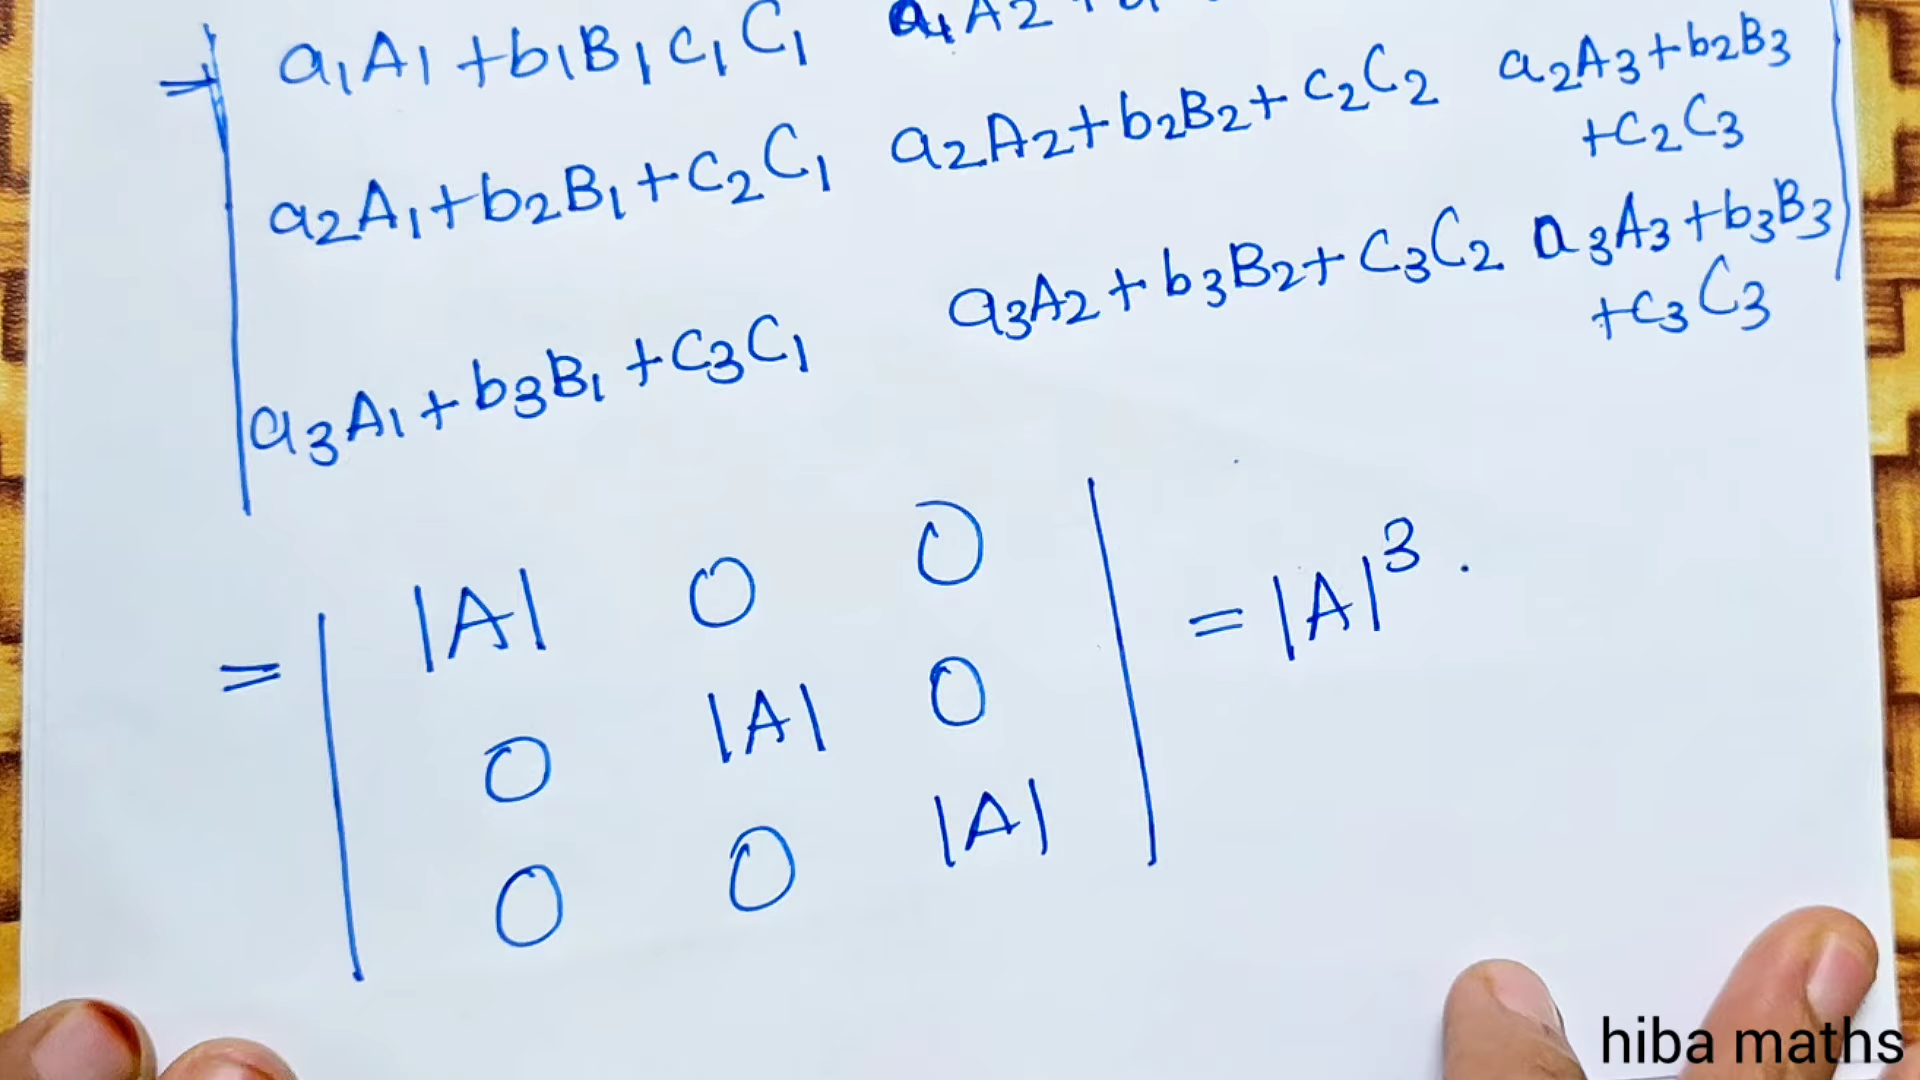 = a₁A₁ + b₁B₁ c₁C₁ a₁A₂ +
a₂A₁ + b₂B₁ + c₂C₁ a₂A₂ + b₂B₂ + c₂C₂ a₂A₃ + b₂B₃
+ c₂C₃
a₃A₁ + b₃B₁ + c₃C₁ a₃A₂ + b₃B₂ + c₃C₂ a₃A₃ + b₃B₃
+ c₃C₃
= | |A| 0 0 | = |A|³ .
0 |A| 0
0 0 |A|
hiba maths